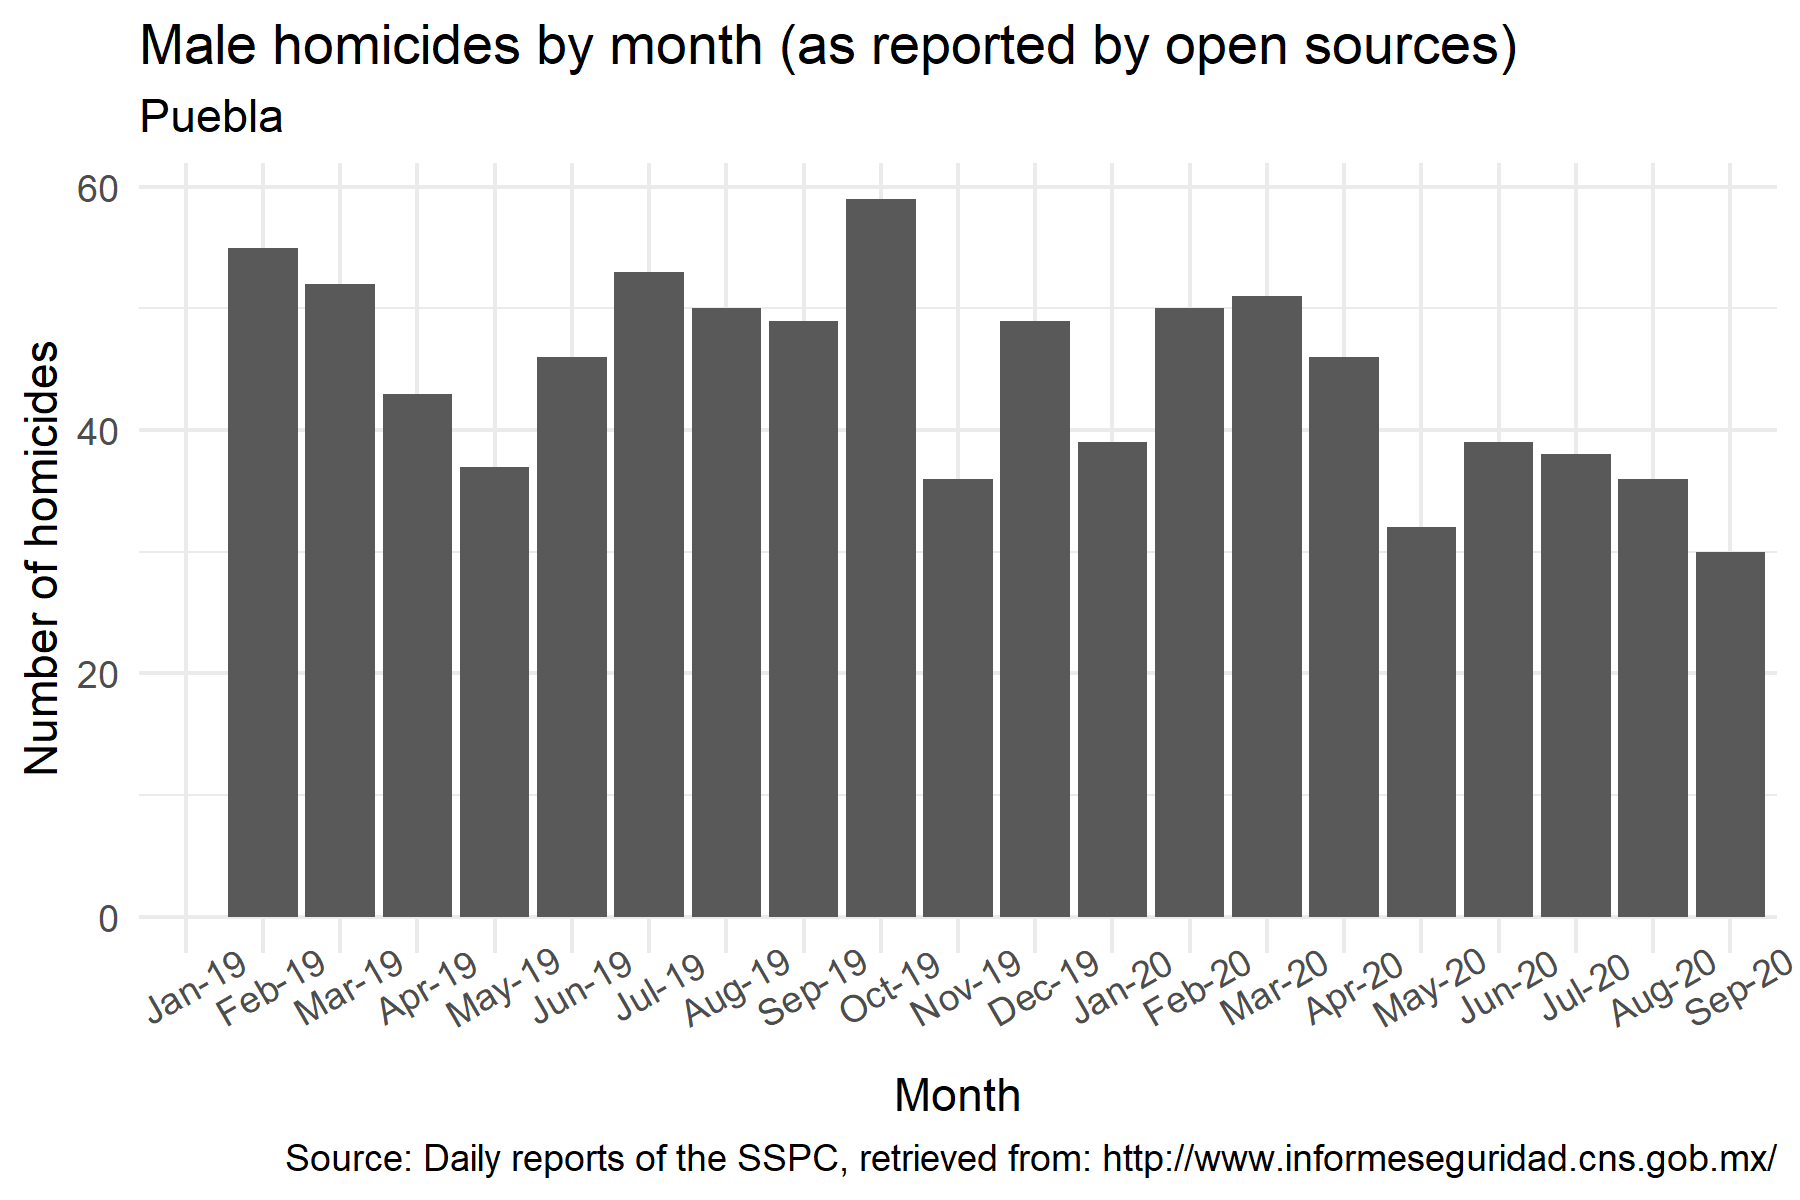 Male homicides by month (as reported by open sources)
Puebla
Number of homicides
60
40
20
0
Jan-19
Feb-19
Mar-19
Apr-19
May-19
Jun-19
Jul-19
Aug-19
Sep-19
Oct-19
Nov-19
Dec-19
Jan-20
Feb-20
Mar-20
Apr-20
May-20
Jun-20
Jul-20
Aug-20
Sep-20
Month
Source: Daily reports of the SSPC, retrieved from: http://www.informeseguridad.cns.gob.mx/